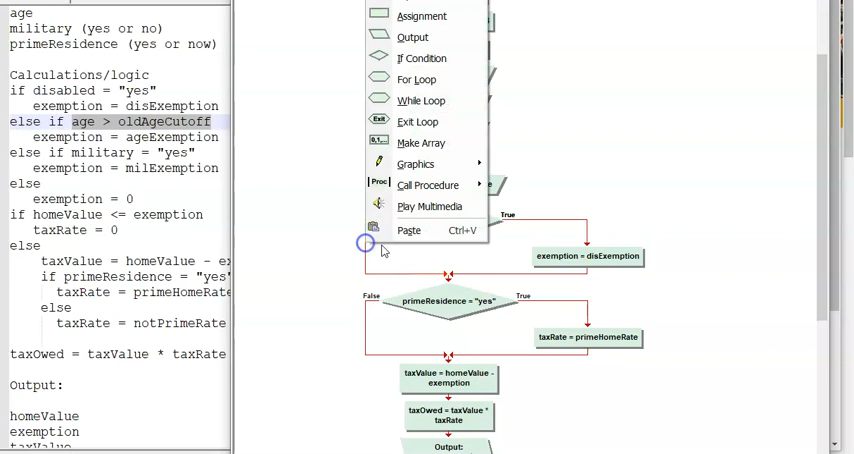 age
military (yes or no)
primeResidence (yes or now)
Calculations/logic
if disabled = "yes"
exemption = disExemption
else if age > oldAgeCutoff
exemption = ageExemption
else if military = "yes"
exemption = milExemption
else
exemption = 0
if homeValue <= exemption
taxRate = 0
else
taxValue = homeValue - ex
if primeResidence = "yes"
taxRate = primeHomeRate
else
taxRate = notPrimeRate
taxOwed = taxValue * taxRate
Output:
homeValue
exemption
taxValue
Assignment
Output
If Condition
For Loop
While Loop
Exit
Exit Loop
0,1,...
Make Array
Graphics
Proc
Call Procedure
Play Multimedia
Paste Ctrl+V
e
True
exemption = disExemption
False
primeResidence = "yes"
True
taxRate = primeHomeRate
taxValue = homeValue -
exemption
taxOwed = taxValue *
taxRate
Output: